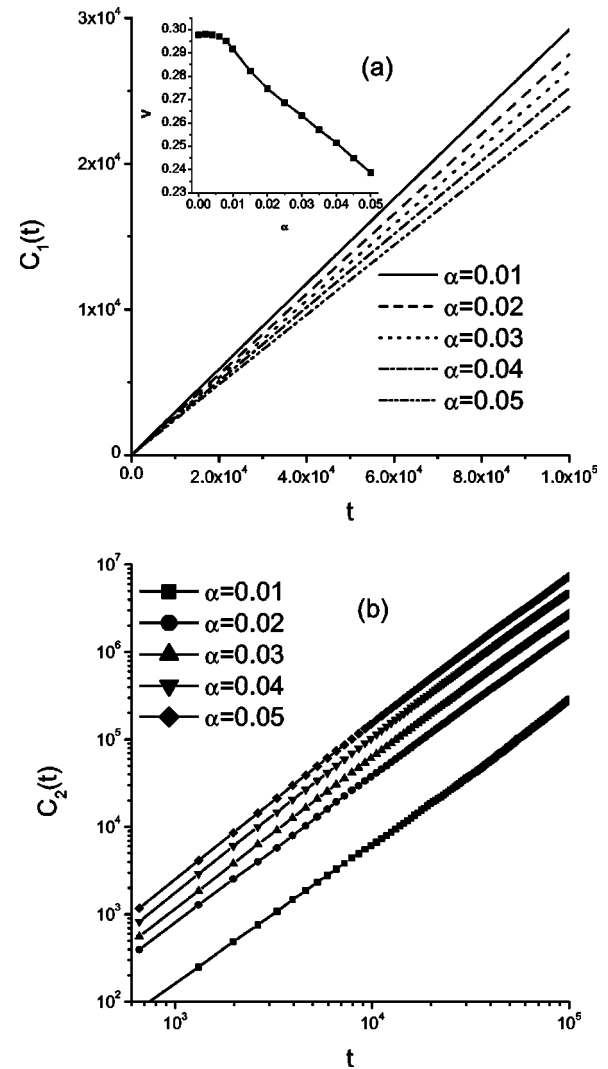 3x10⁴
2x10⁴
1x10⁴
0
C₁(t)
0.30
0.29
0.28
0.27
0.26
0.25
0.24
0.23
V
0.00 0.01 0.02 0.03 0.04 0.05
α
(a)
α=0.01
α=0.02
α=0.03
α=0.04
α=0.05
0.0 2.0x10⁴ 4.0x10⁴ 6.0x10⁴ 8.0x10⁴ 1.0x10⁵
t
10⁷
10⁶
10⁵
10⁴
10³
10²
C₂(t)
α=0.01
α=0.02
α=0.03
α=0.04
α=0.05
(b)
10³ 10⁴ 10⁵
t